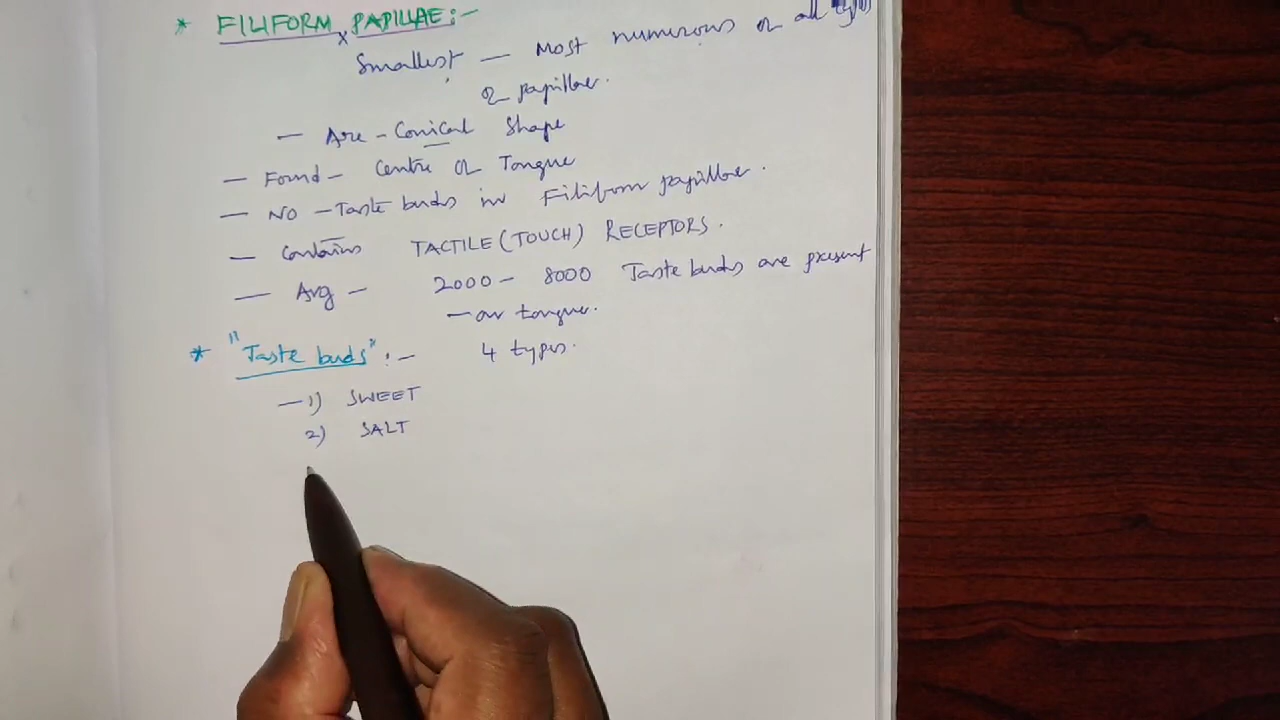 * FILIFORM PAPILLAE :-
x
Smallest — Most numerous of all types
of papillae.
— Are - Conical Shape
— Found - Centre of Tongue
— No - Taste buds in Filiform papillae.
— Contains TACTILE (TOUCH) RECEPTORS.
— Avg - 2000 - 8000 Taste buds are present
— on tongue.
* "Taste buds" :- 4 types.
— 1) SWEET
2) SALT